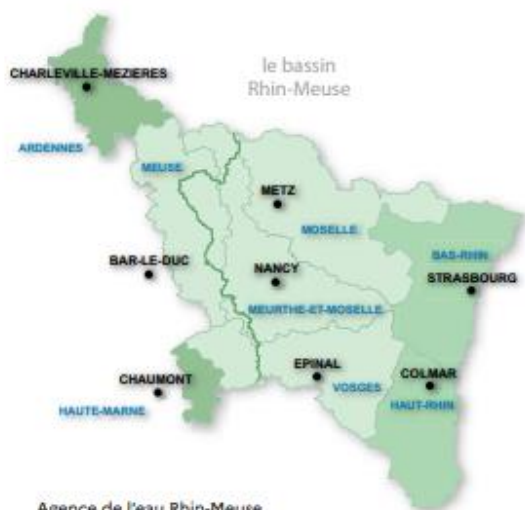 le bassin
Rhin-Meuse
CHARLEVILLE-MEZIERES
ARDENNES
MEUSE
METZ
MOSELLE
BAS-RHIN
BAR-LE-DUC
NANCY
STRASBOURG
MEURTHE-ET-MOSELLE
EPINAL
CHAUMONT
COLMAR
VOSGES
HAUTE-MARNE
HAUT-RHIN
Agence de l'eau Rhin-Meuse